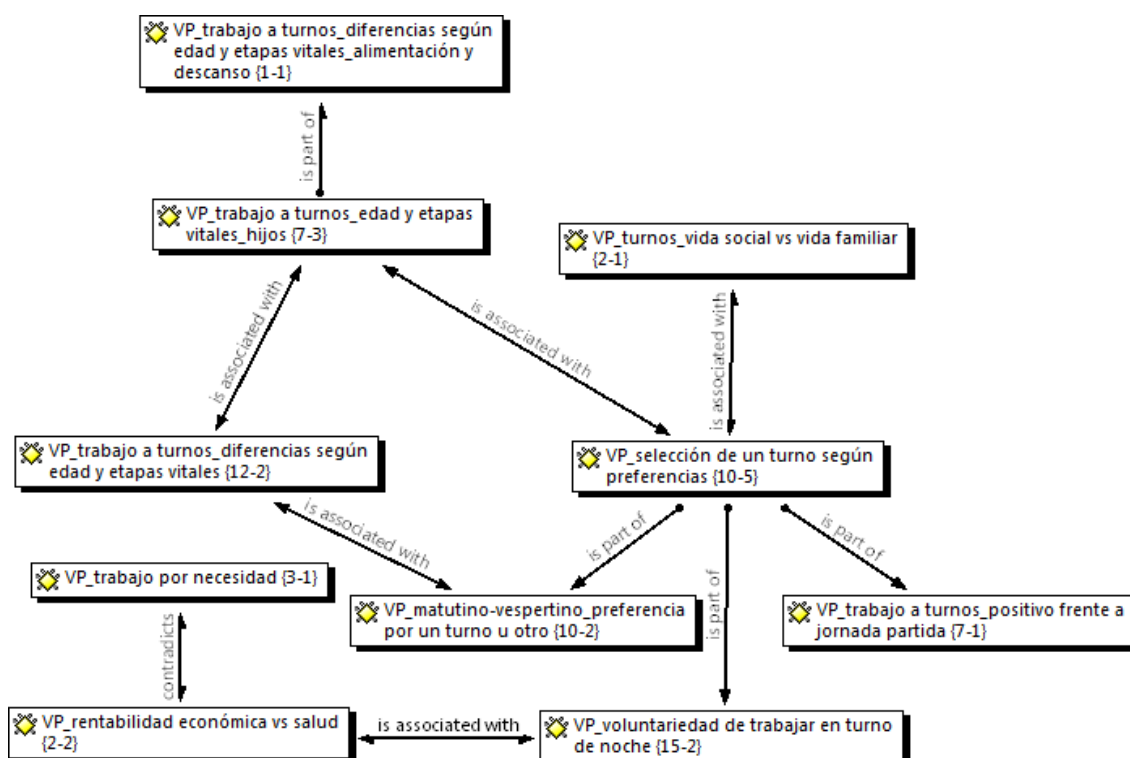 VP_trabajo a turnos_diferencias según
edad y etapas vitales_alimentación y
descanso {1-1}
is part of
VP_trabajo a turnos_edad y etapas
vitales_hijos {7-3}
VP_turnos_vida social vs vida familiar
{2-1}
is associated with
is associated with
is associated with
VP_trabajo a turnos_diferencias según
edad y etapas vitales {12-2}
VP_selección de un turno según
preferencias {10-5}
is associated with
is part of
is part of
is part of
VP_trabajo por necesidad {3-1}
VP_matutino-vespertino_preferencia
por un turno u otro {10-2}
VP_trabajo a turnos_positivo frente a
jornada partida {7-1}
contradicts
VP_rentabilidad económica vs salud
{2-2}
is associated with
VP_voluntariedad de trabajar en turno
de noche {15-2}